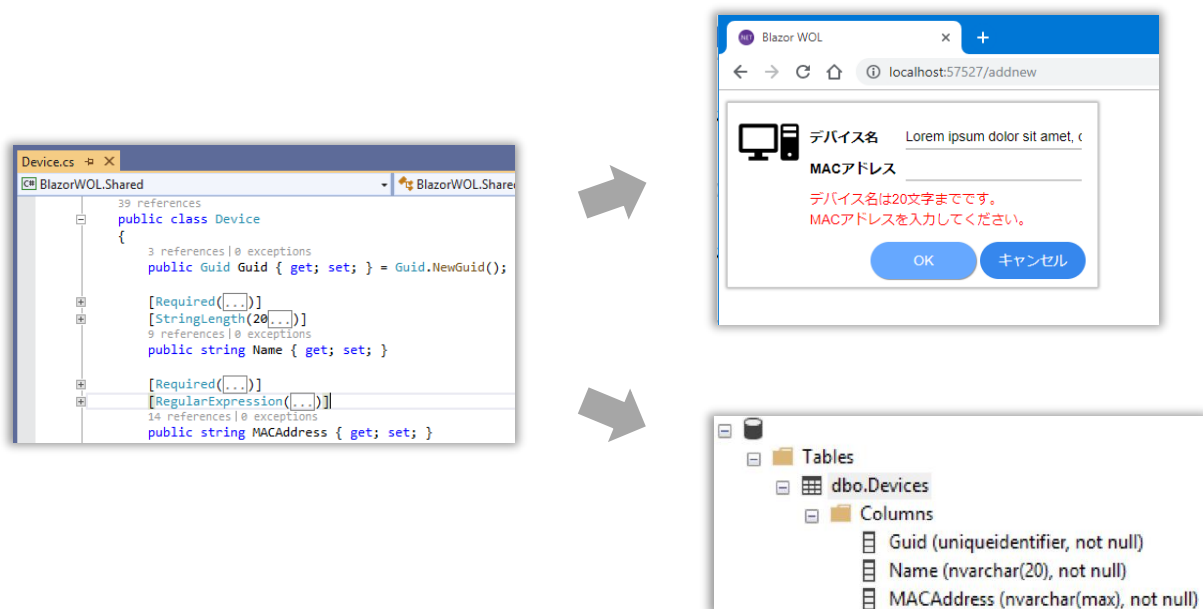 Device.cs
C# BlazorWOL.Shared
BlazorWOL.Share
39 references
public class Device
{
3 references | 0 exceptions
public Guid Guid { get; set; } = Guid.NewGuid();
[Required(...)]
[StringLength(20...)]
9 references | 0 exceptions
public string Name { get; set; }
[Required(...)]
[RegularExpression(...)]
14 references | 0 exceptions
public string MACAddress { get; set; }
NET Blazor WOL
localhost:57527/addnew
デバイス名 Lorem ipsum dolor sit amet, c
MACアドレス
デバイス名は20文字までです。
MACアドレスを入力してください。
OK キャンセル
Tables
dbo.Devices
Columns
Guid (uniqueidentifier, not null)
Name (nvarchar(20), not null)
MACAddress (nvarchar(max), not null)